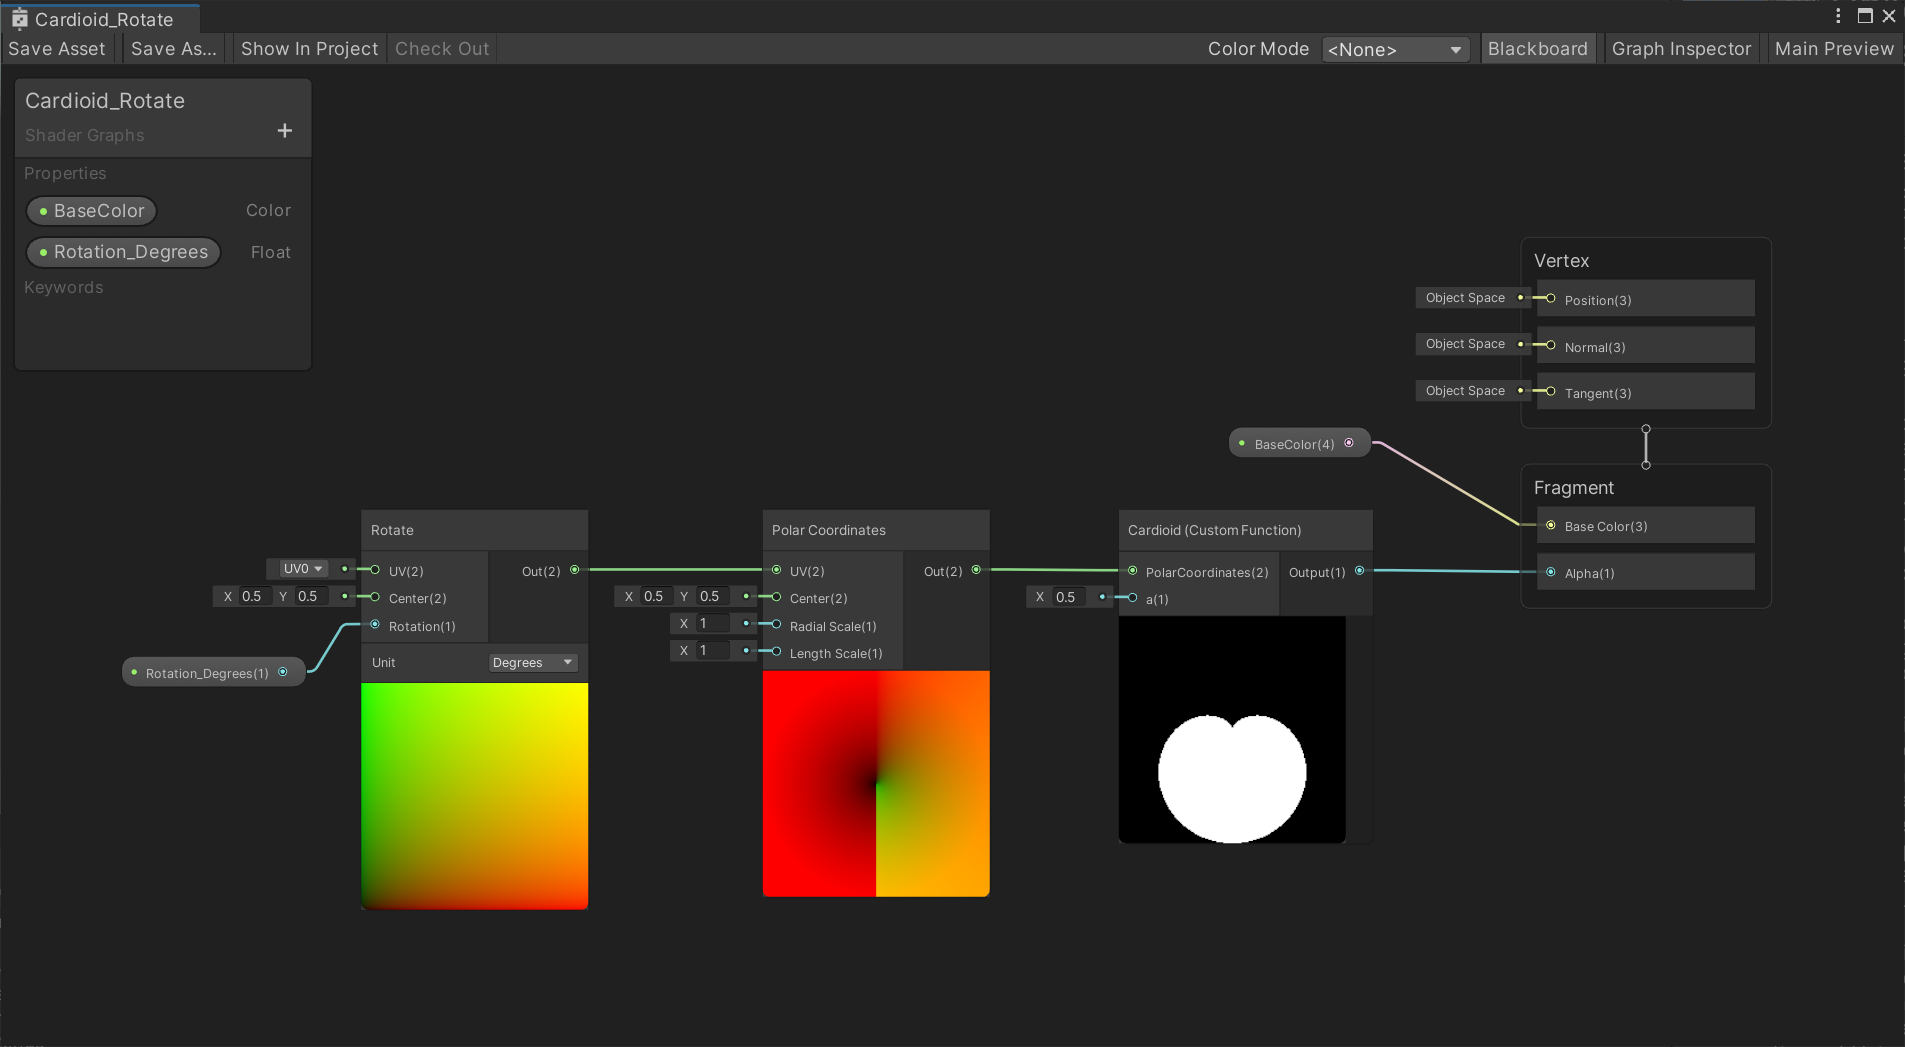 Cardioid_Rotate
Save Asset Save As... Show In Project Check Out Color Mode <None> Blackboard Graph Inspector Main Preview
Cardioid_Rotate
Shader Graphs
+
Properties
BaseColor Color
Rotation_Degrees Float
Keywords
Vertex
Object Space Position(3)
Object Space Normal(3)
Object Space Tangent(3)
BaseColor(4)
Fragment
Base Color(3)
Alpha(1)
Rotate
UV0 UV(2) Out(2)
X 0.5 Y 0.5 Center(2)
Rotation(1)
Rotation_Degrees(1)
Unit Degrees
Polar Coordinates
UV(2) Out(2)
X 0.5 Y 0.5 Center(2)
X 1 Radial Scale(1)
X 1 Length Scale(1)
Cardioid (Custom Function)
PolarCoordinates(2) Output(1)
X 0.5 a(1)